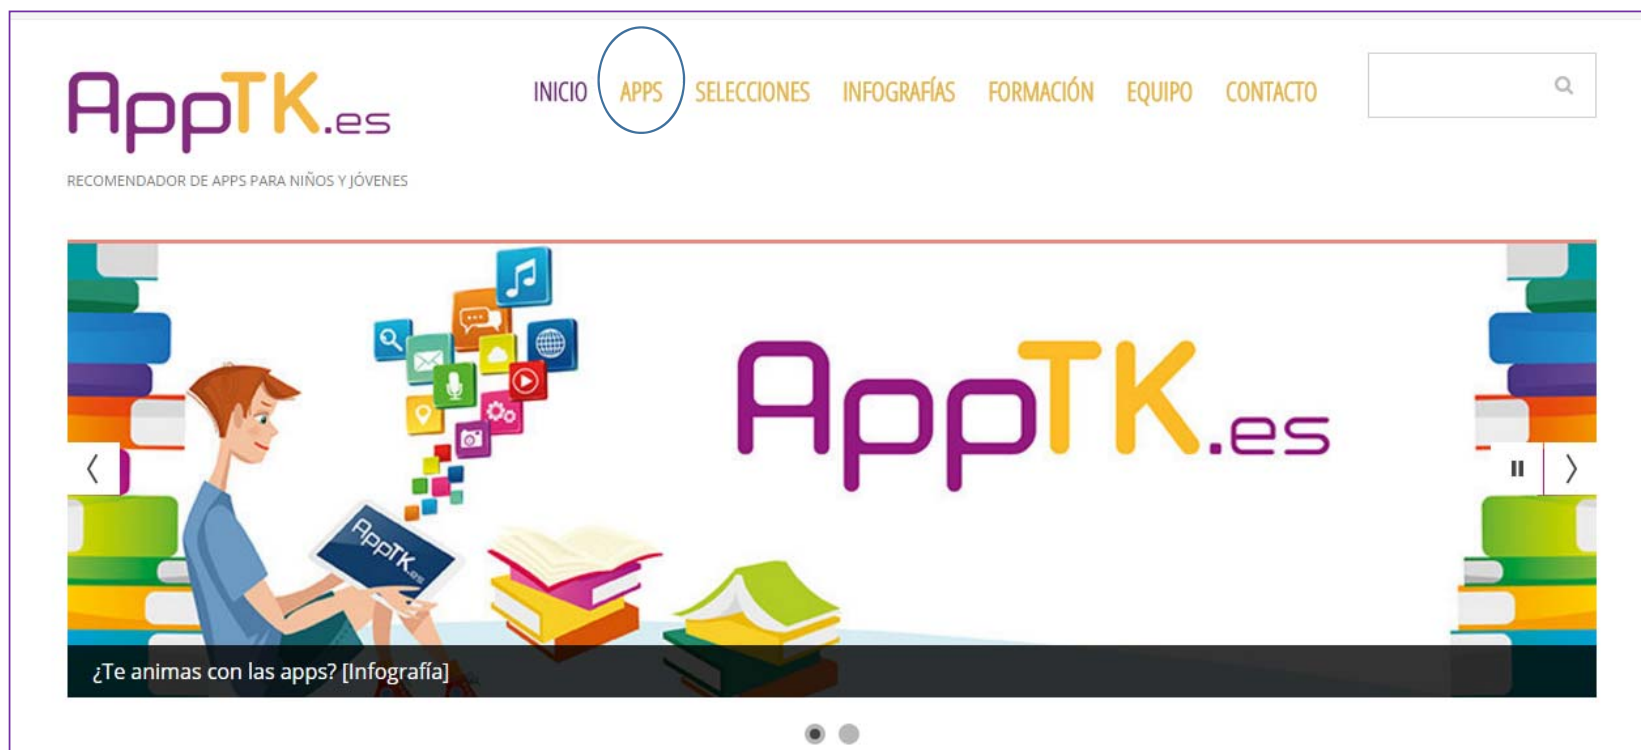 AppTK.es
RECOMENDADOR DE APPS PARA NIÑOS Y JÓVENES
INICIO APPS SELECCIONES INFOGRAFÍAS FORMACIÓN EQUIPO CONTACTO
AppTK.es
AppTK.es
¿Te animas con las apps? [Infografía]